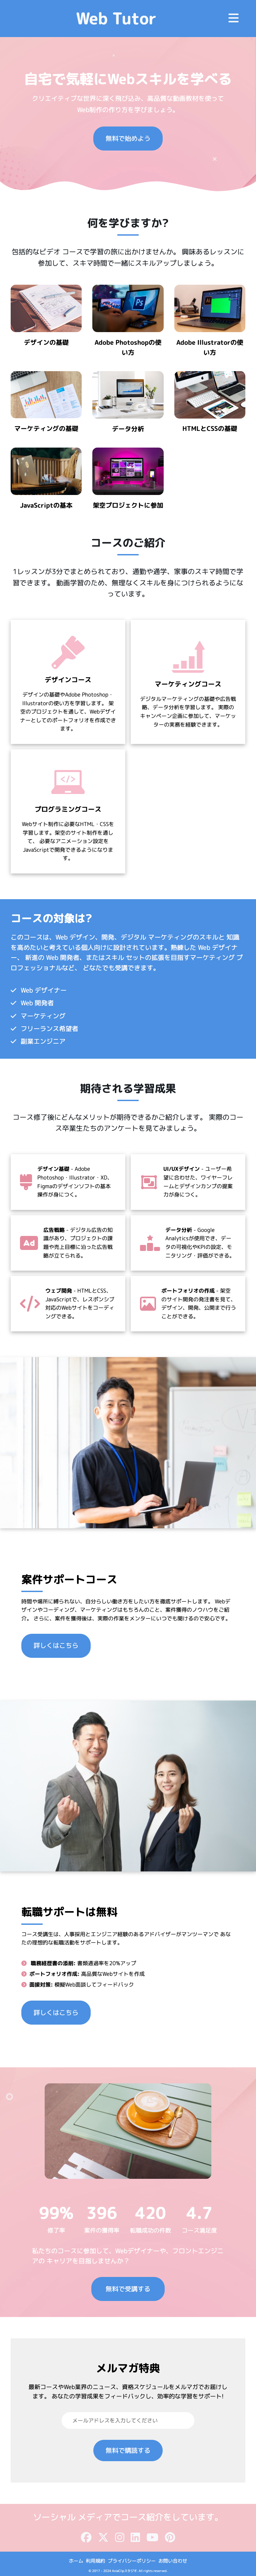 Web Tutor
自宅で気軽にWebスキルを学べる
クリエイティブな世界に深く飛び込み、高品質な動画教材を使って
Web制作の作り方を学びましょう。
無料で始めよう
何を学びますか?
包括的なビデオ コースで学習の旅に出かけませんか。 興味あるレッスンに
参加して、スキマ時間で一緒にスキルアップしましょう。
デザインの基礎
Adobe Photoshopの使
い方
Adobe Illustratorの使
い方
マーケティングの基礎
データ分析
HTMLとCSSの基礎
JavaScriptの基本
架空プロジェクトに参加
コースのご紹介
1レッスンが3分でまとめられており、通勤や通学、家事のスキマ時間で学
習できます。 動画学習のため、無理なくスキルを身につけられるようにな
っています。
デザインコース
デザインの基礎やAdobe Photoshop・
Illustratorの使い方を学習します。 架
空のプロジェクトを通して、Webデザイ
ナーとしてのポートフォリオを作成でき
ます。
マーケティングコース
デジタルマーケティングの基礎や広告戦
略、データ分析を学習します。 実際の
キャンペーン企画に参加して、マーケッ
ターの実務を経験できます。
プログラミングコース
Webサイト制作に必要なHTML・CSSを
学習します。架空のサイト制作を通し
て、 必要なアニメーション設定を
JavaScriptで開発できるようになりま
す。
コースの対象は?
このコースは、Web デザイン、開発、デジタル マーケティングのスキルと 知識
を高めたいと考えている個人向けに設計されています。熟練した Web デザイナ
ー、 新進の Web 開発者、またはスキル セットの拡張を目指すマーケティング プ
ロフェッショナルなど、 どなたでも受講できます。
Web デザイナー
Web 開発者
マーケティング
フリーランス希望者
副業エンジニア
期待される学習成果
コース修了後にどんなメリットが期待できるかご紹介します。 実際のコー
ス卒業生たちのアンケートを見てみましょう。
デザイン基礎 - Adobe
Photoshop・Illustrator・XD、
Figmaのデザインソフトの基本
操作が身につく。
UI/UXデザイン - ユーザー希
望に合わせた、ワイヤーフレ
ームとデザインカンプの提案
力が身につく。
Ad
広告戦略 - デジタル広告の知
識があり、プロジェクトの課
題や売上目標に沿った広告戦
略が立てられる。
データ分析 - Google
Analyticsが使用でき、デー
タの可視化やKPIの設定、モ
ニタリング・評価ができる。
ウェブ開発 - HTMLとCSS、
JavaScriptで、レスポンシブ
対応のWebサイトをコーディ
ングできる。
ポートフォリオの作成 - 架空
のサイト開発の発注書を見て、
デザイン、開発、公開まで行う
ことができる。
案件サポートコース
時間や場所に縛られない、自分らしい働き方をしたい方を徹底サポートします。 Webデ
ザインやコーディング、マーケティングはもちろんのこと、案件獲得のノウハウをご紹
介。 さらに、案件を獲得後は、実際の作業をメンターにいつでも聞けるので安心です。
詳しくはこちら
転職サポートは無料
コース受講生は、人事採用とエンジニア経験のあるアドバイザーがマンツーマンで あな
たの理想的な転職活動をサポートします。
職務経歴書の添削: 書類通過率を20%アップ
ポートフォリオ作成: 高品質なWebサイトを作成
面接対策: 模擬Web面談してフィードバック
詳しくはこちら
99% 396 420 4.7
修了率 案件の獲得率 転職成功の件数 コース満足度
私たちのコースに参加して、Webデザイナーや、フロントエンジニ
アの キャリアを目指しませんか？
無料で受講する
メルマガ特典
最新コースやWeb業界のニュース、資格スケジュールをメルマガでお届けし
ます。 あなたの学習成果をフィードバックし、効率的な学習をサポート!
メールアドレスを入力してください
無料で購読する
ソーシャル メディアでコース紹介をしています。
ホーム 利用規約 プライバシーポリシー お問い合わせ